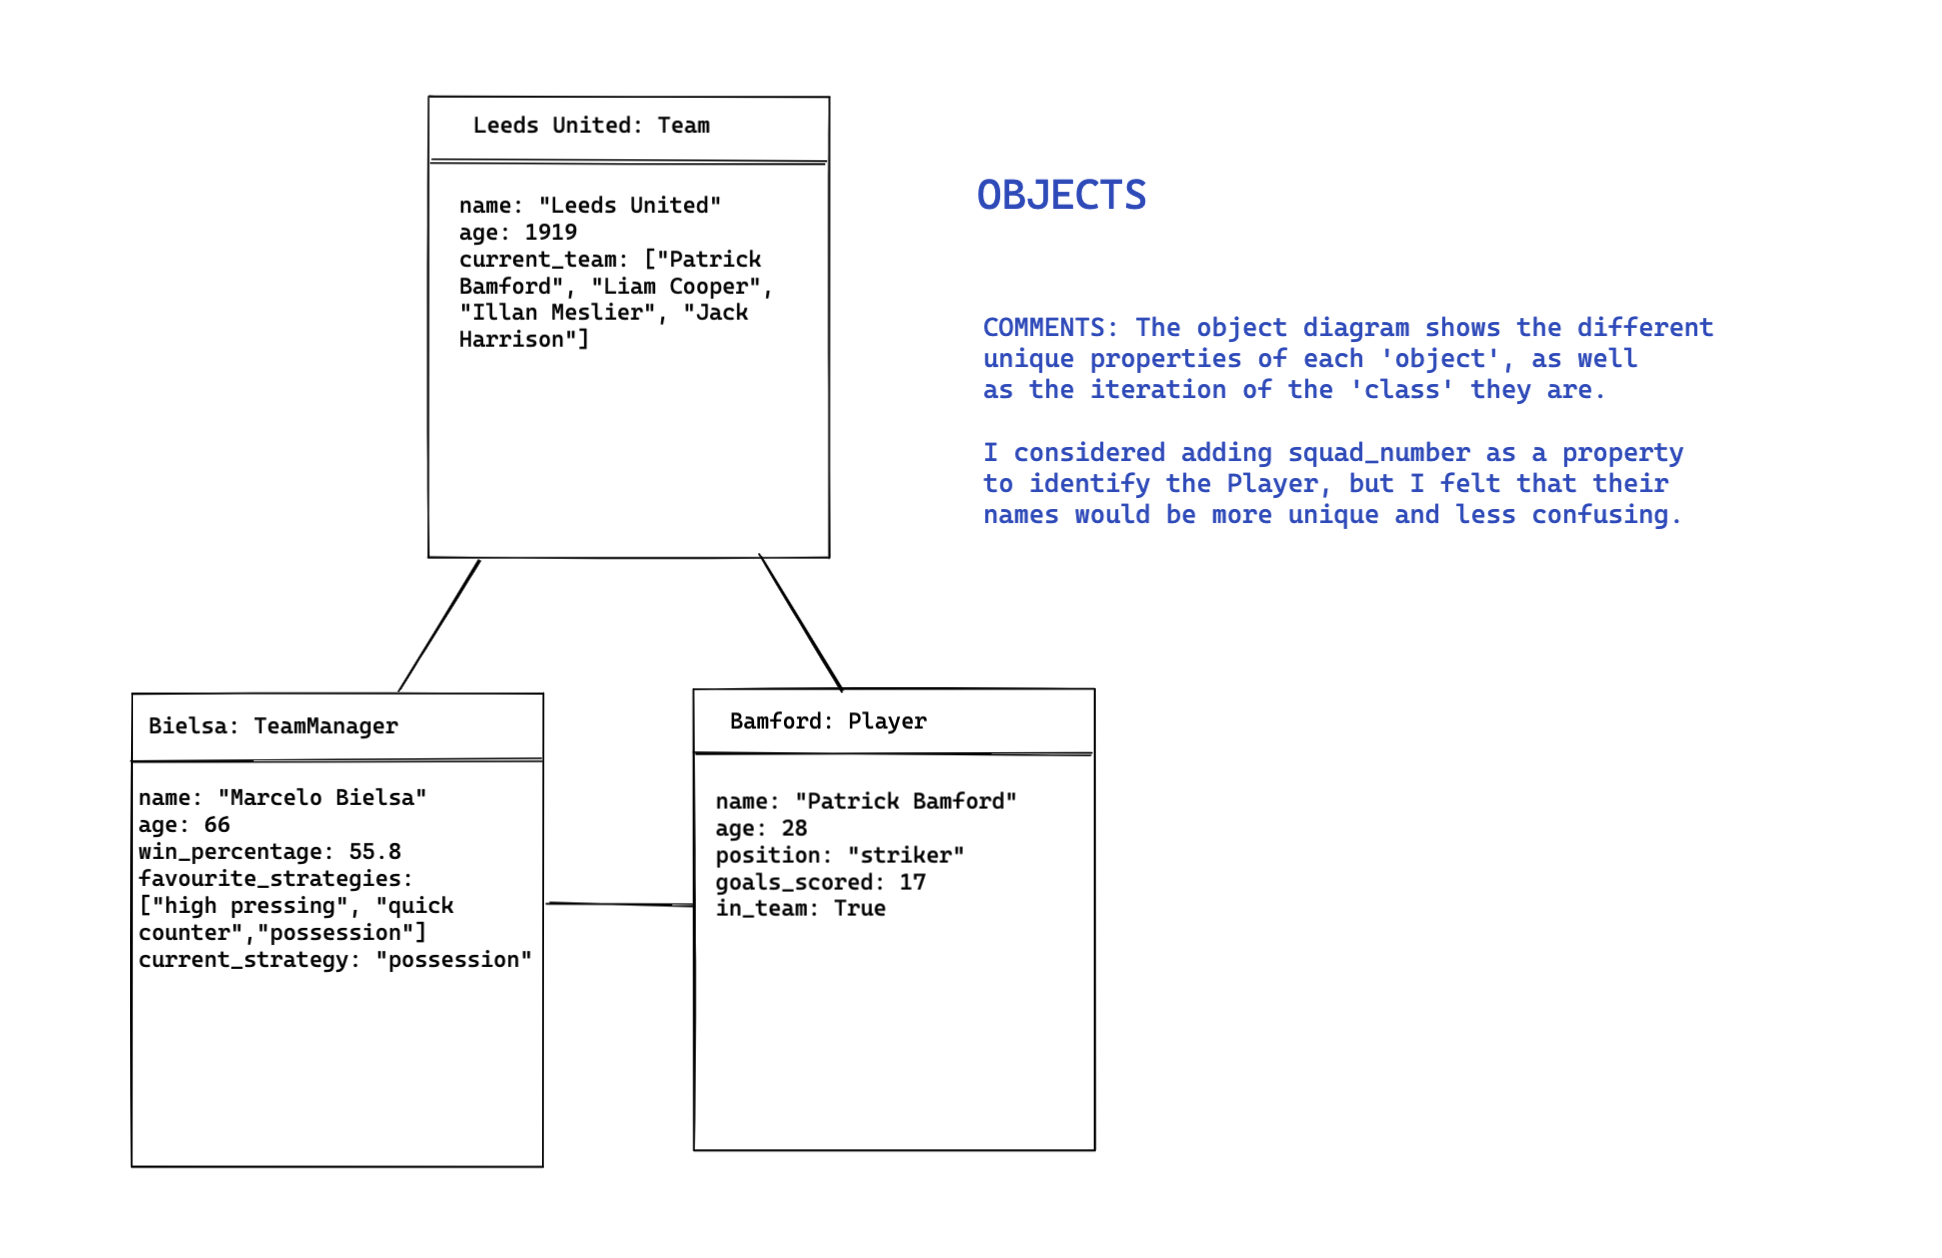 Leeds United: Team
name: "Leeds United"
age: 1919
current_team: ["Patrick
Bamford", "Liam Cooper",
"Illan Meslier", "Jack
Harrison"]
OBJECTS
COMMENTS: The object diagram shows the different
unique properties of each 'object', as well
as the iteration of the 'class' they are.
I considered adding squad_number as a property
to identify the Player, but I felt that their
names would be more unique and less confusing.
Bielsa: TeamManager
name: "Marcelo Bielsa"
age: 66
win_percentage: 55.8
favourite_strategies:
["high pressing", "quick
counter","possession"]
current_strategy: "possession"
Bamford: Player
name: "Patrick Bamford"
age: 28
position: "striker"
goals_scored: 17
in_team: True